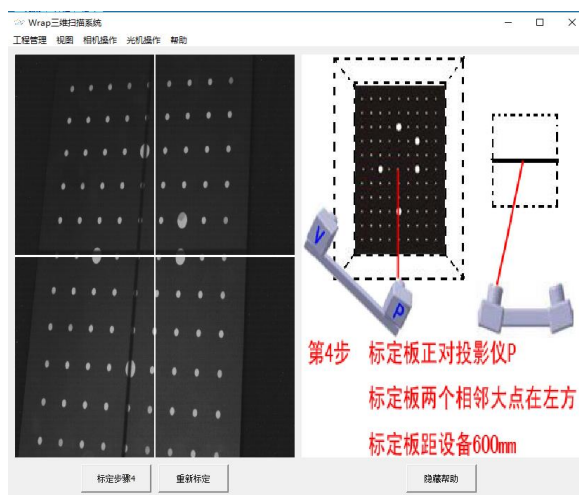 Wrap三维扫描系统
工程管理 视图 相机操作 光机操作 帮助
V
P
第4步 标定板正对投影仪P
标定板两个相邻大点在左方
标定板距设备600mm
标定步骤4 重新标定 隐藏帮助